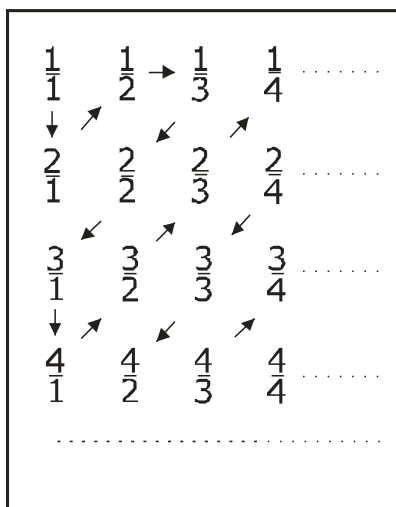 1/1 1/2 → 1/3 1/4 ........
↓ ↗ ↙ ↗
2/1 2/2 2/3 2/4 ........
↙ ↗ ↙
3/1 3/2 3/3 3/4 ........
↓ ↗ ↙ ↗
4/1 4/2 4/3 4/4 ........